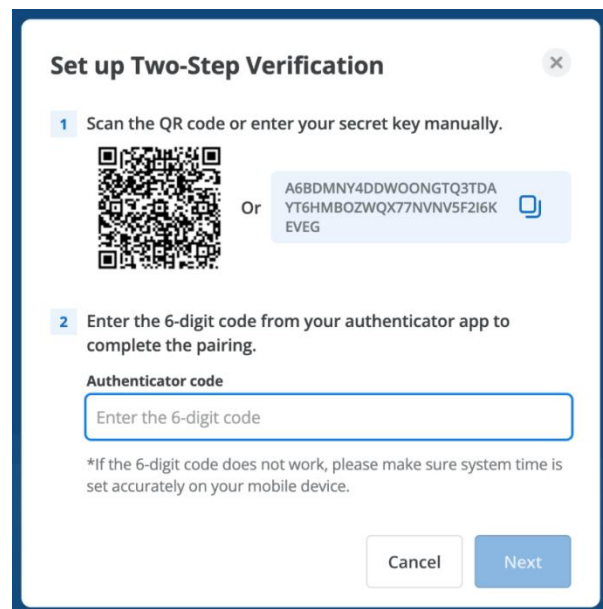 Set up Two-Step Verification
1 Scan the QR code or enter your secret key manually.
Or
A6BDMNY4DDWOONGTQ3TDA
YT6HMBOZWQX77NVNV5F2I6K
EVEG
2 Enter the 6-digit code from your authenticator app to
complete the pairing.
Authenticator code
Enter the 6-digit code
*If the 6-digit code does not work, please make sure system time is
set accurately on your mobile device.
Cancel Next